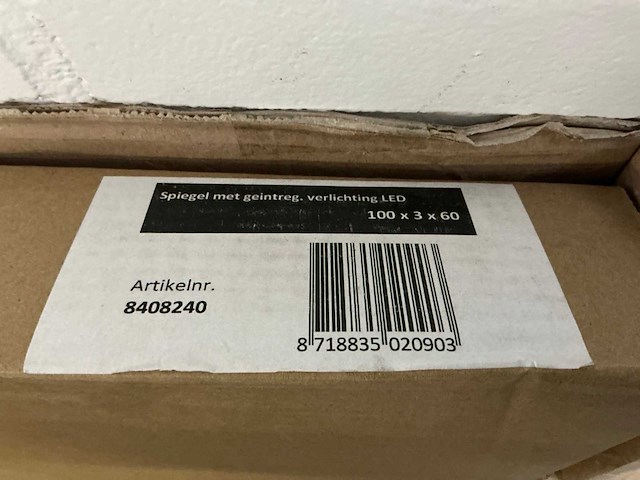 Spiegel met geintreg. verlichting LED
100 x 3 x 60
Artikelnr.
8408240
8 718835 020903